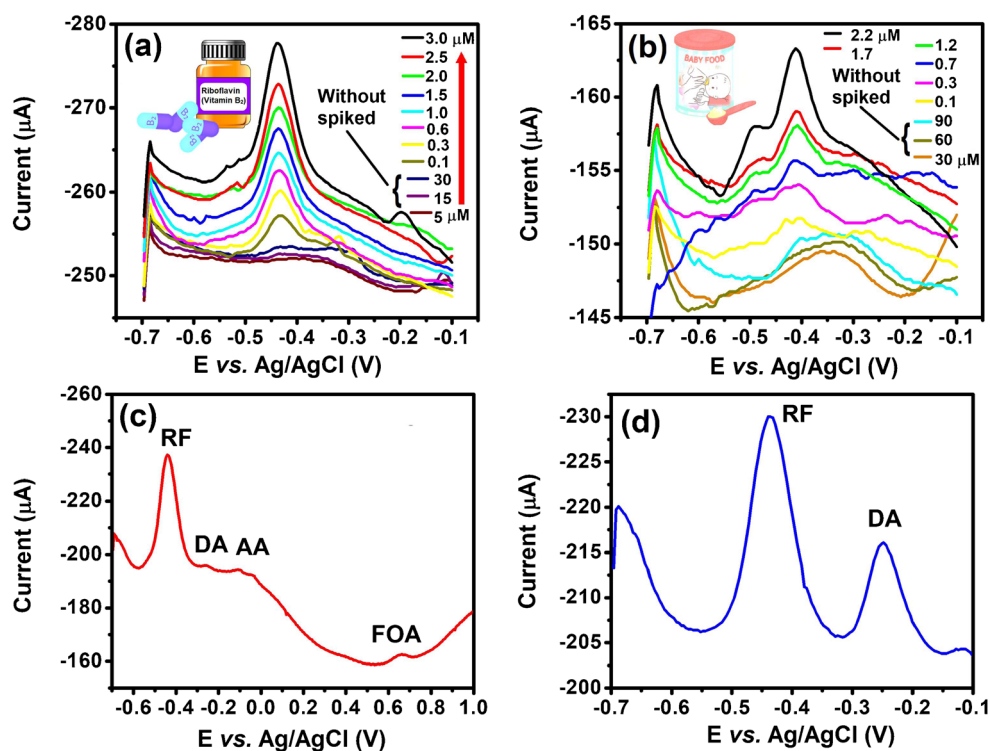 (a)
-280
-270
-260
-250
Current (μA)
Riboflavin
(Vitamin B₂)
B₂
B₂
B₂
Without
spiked
3.0 μM
2.5
2.0
1.5
1.0
0.6
0.3
0.1
30
15
5 μM
-0.7 -0.6 -0.5 -0.4 -0.3 -0.2 -0.1
E vs. Ag/AgCl (V)
(b)
-165
-160
-155
-150
-145
Current (μA)
BABY FOOD
2.2 μM
1.7
Without
spiked
1.2
0.7
0.3
0.1
90
60
30 μM
-0.7 -0.6 -0.5 -0.4 -0.3 -0.2 -0.1
E vs. Ag/AgCl (V)
(c)
-260
-240
-220
-200
-180
-160
Current (μA)
RF
DA AA
FOA
-0.6 -0.4 -0.2 0.0 0.2 0.4 0.6 0.8 1.0
E vs. Ag/AgCl (V)
(d)
-230
-220
-215
-210
-205
-200
Current (μA)
RF
DA
-0.7 -0.6 -0.5 -0.4 -0.3 -0.2 -0.1
E vs. Ag/AgCl (V)